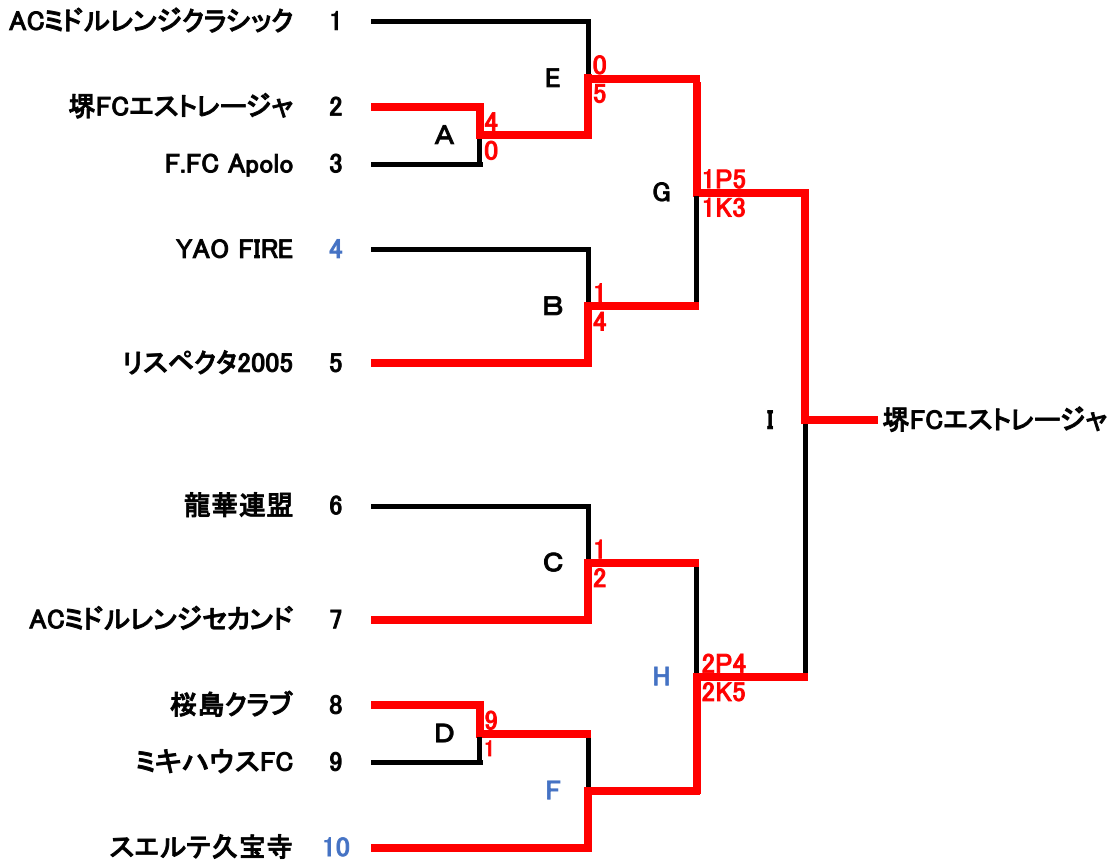 ACミドルレンジクラシック 1
E 0
5
堺FCエストレージャ 2
A 4
0
F.FC Apolo 3
G 1P5
1K3
YAO FIRE 4
B 1
4
リスペクタ2005 5
I 堺FCエストレージャ
龍華連盟 6
C 1
2
ACミドルレンジセカンド 7
H 2P4
2K5
桜島クラブ 8
D 9
1
ミキハウスFC 9
F
スエルテ久宝寺 10